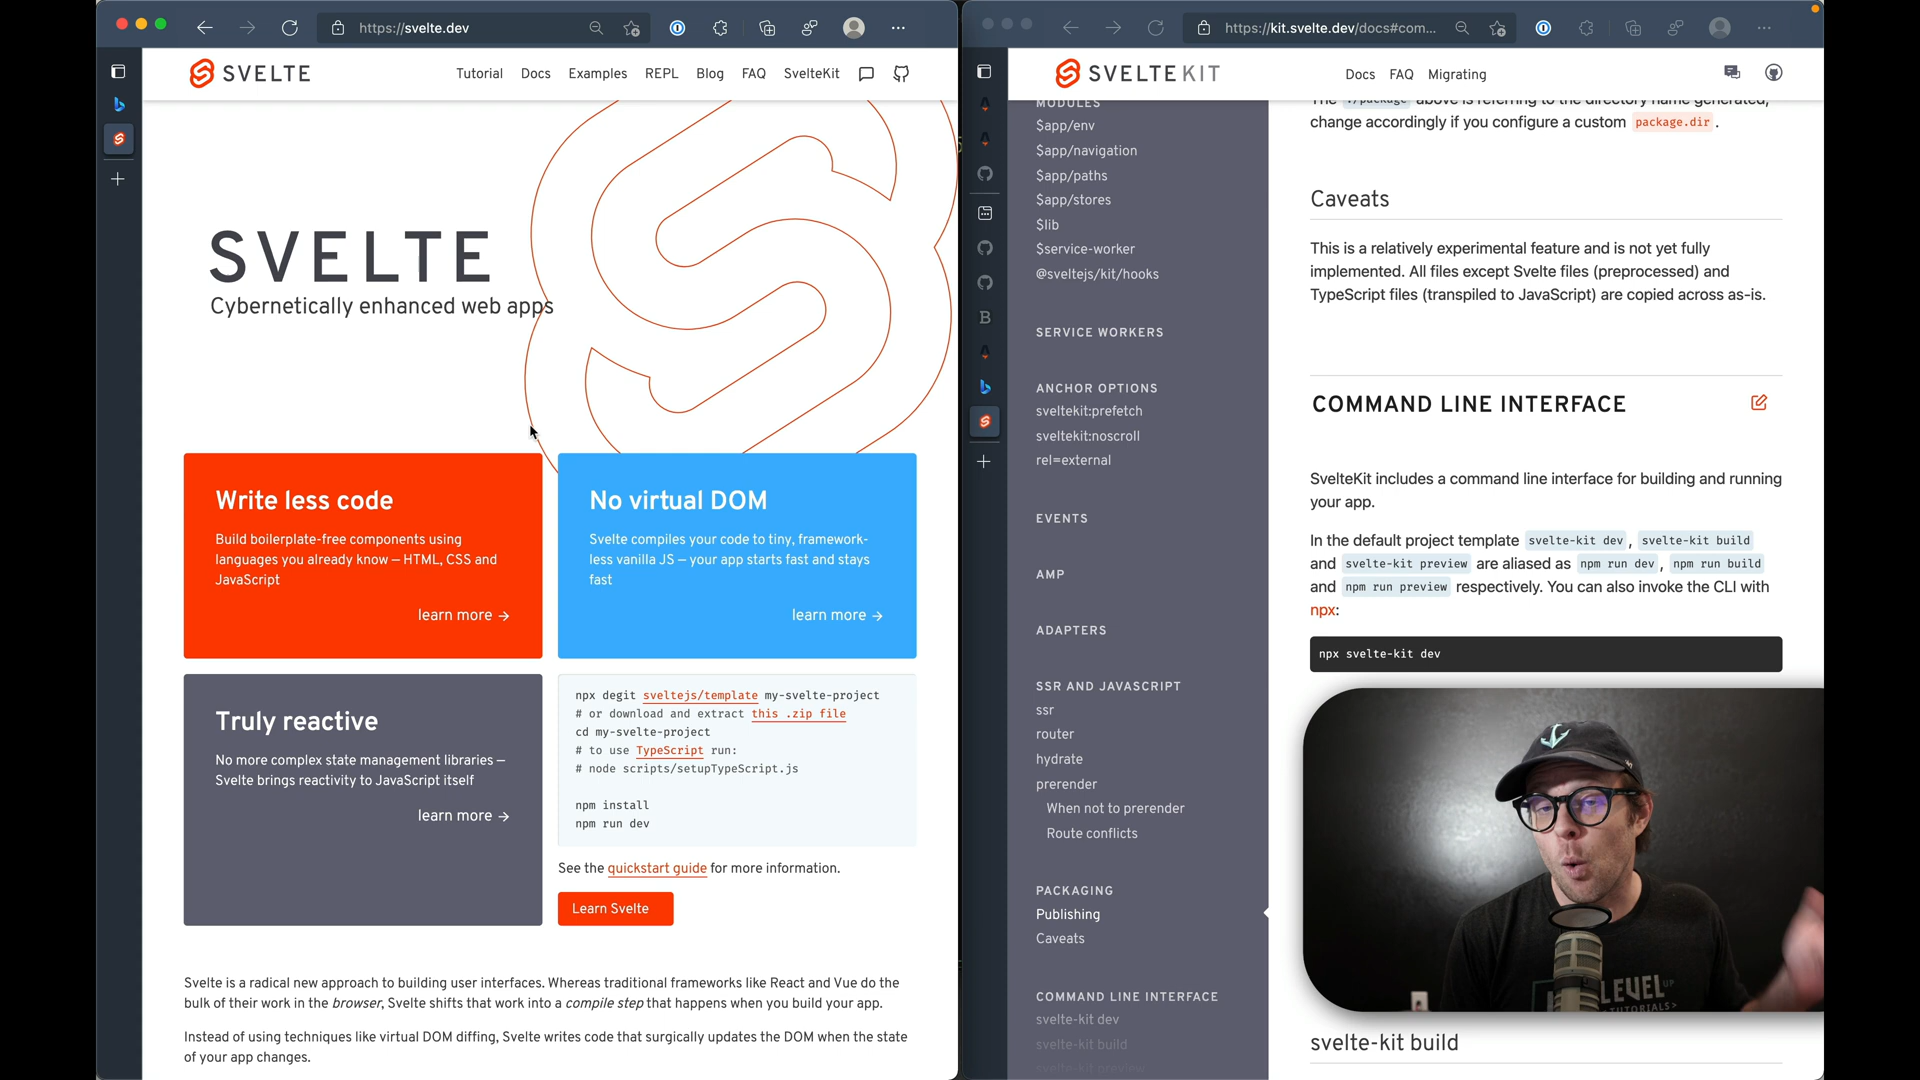 https://svelte.dev
SVELTE
Tutorial Docs Examples REPL Blog FAQ SvelteKit
SVELTE
Cybernetically enhanced web apps
Write less code
Build boilerplate-free components using
languages you already know — HTML, CSS and
JavaScript
learn more →
No virtual DOM
Svelte compiles your code to tiny, framework-
less vanilla JS — your app starts fast and stays
fast
learn more →
Truly reactive
No more complex state management libraries —
Svelte brings reactivity to JavaScript itself
learn more →
npx degit sveltejs/template my-svelte-project
# or download and extract this .zip file
cd my-svelte-project
# to use TypeScript run:
# node scripts/setupTypeScript.js
npm install
npm run dev
See the quickstart guide for more information.
Learn Svelte
Svelte is a radical new approach to building user interfaces. Whereas traditional frameworks like React and Vue do the
bulk of their work in the browser, Svelte shifts that work into a compile step that happens when you build your app.
Instead of using techniques like virtual DOM diffing, Svelte writes code that surgically updates the DOM when the state
of your app changes.
https://kit.svelte.dev/docs#com...
SVELTE KIT
Docs FAQ Migrating
MODULES
$app/env
$app/navigation
$app/paths
$app/stores
$lib
$service-worker
@sveltejs/kit/hooks
SERVICE WORKERS
ANCHOR OPTIONS
sveltekit:prefetch
sveltekit:noscroll
rel=external
EVENTS
AMP
ADAPTERS
SSR AND JAVASCRIPT
ssr
router
hydrate
prerender
When not to prerender
Route conflicts
PACKAGING
Publishing
Caveats
COMMAND LINE INTERFACE
svelte-kit dev
svelte-kit build
svelte-kit preview
The ./package above is referring to the directory name generated,
change accordingly if you configure a custom package.dir.
Caveats
This is a relatively experimental feature and is not yet fully
implemented. All files except Svelte files (preprocessed) and
TypeScript files (transpiled to JavaScript) are copied across as-is.
COMMAND LINE INTERFACE
SvelteKit includes a command line interface for building and running
your app.
In the default project template svelte-kit dev, svelte-kit build
and svelte-kit preview are aliased as npm run dev, npm run build
and npm run preview respectively. You can also invoke the CLI with
npx:
npx svelte-kit dev
LEVEL UP
TUTORIALS>
svelte-kit build